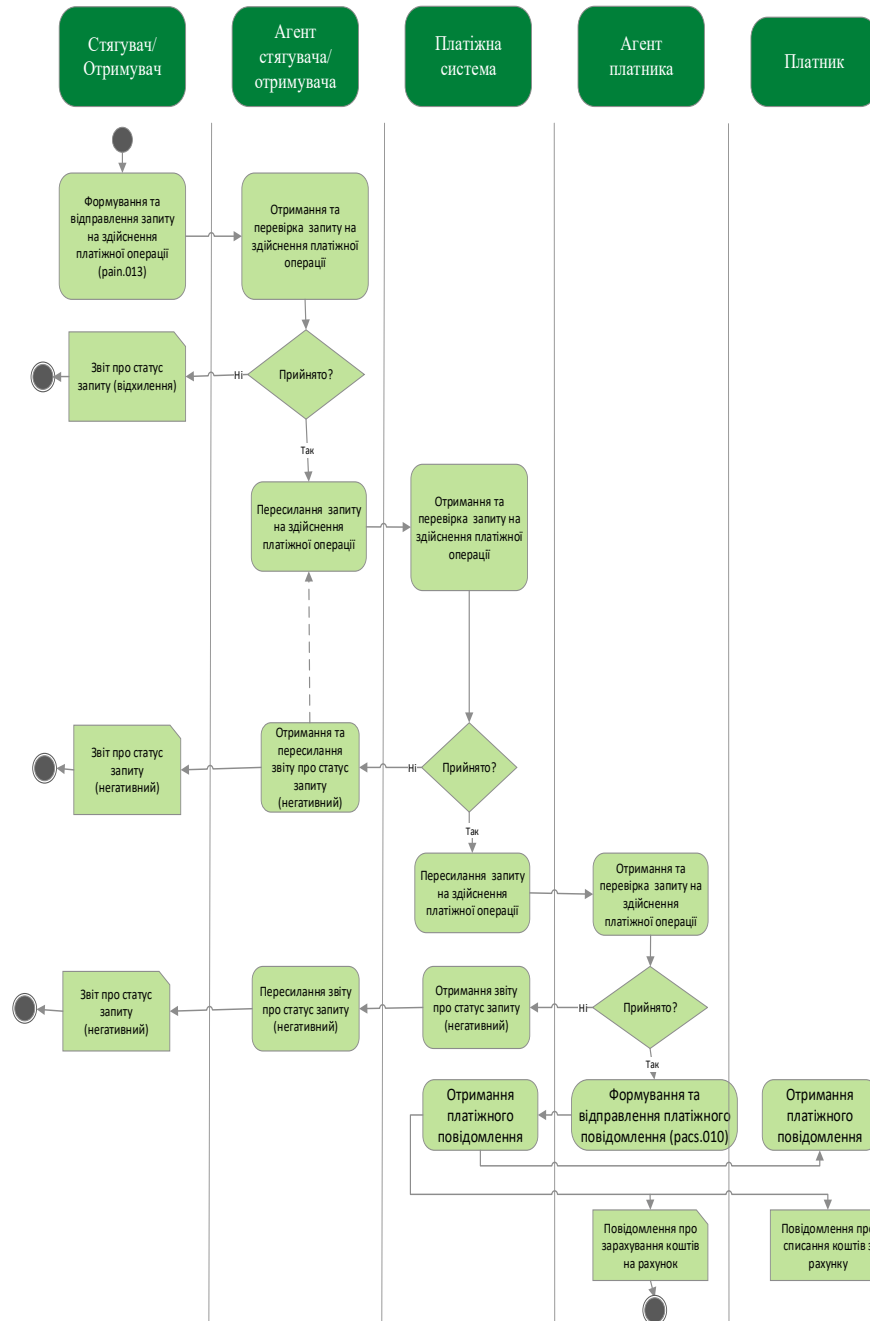 Стягувач/
Отримувач
Агент
стягувача/
отримувача
Платіжна
система
Агент
платника
Платник
Формування та
відправлення запиту
на здійснення
платіжної операції
(pain.013)
Отримання та
перевірка запиту на
здійснення платіжної
операції
Звіт про статус
запиту (відхилення)
Ні
Прийнято?
Так
Пересилання запиту
на здійснення
платіжної операції
Отримання та
перевірка запиту на
здійснення платіжної
операції
Звіт про статус
запиту
(негативний)
Отримання та
пересилання
звіту про статус
запиту
(негативний)
Ні
Прийнято?
Так
Пересилання запиту
на здійснення
платіжної операції
Отримання та
перевірка запиту на
здійснення
платіжної операції
Звіт про статус
запиту
(негативний)
Пересилання звіту
про статус запиту
(негативний)
Отримання звіту
про статус запиту
(негативний)
Ні
Прийнято?
Так
Отримання
платіжного
повідомлення
Формування та
відправлення платіжного
повідомлення (pacs.010)
Отримання
платіжного
повідомлення
Повідомлення про
зарахування коштів
на рахунок
Повідомлення про
списання коштів з
рахунку